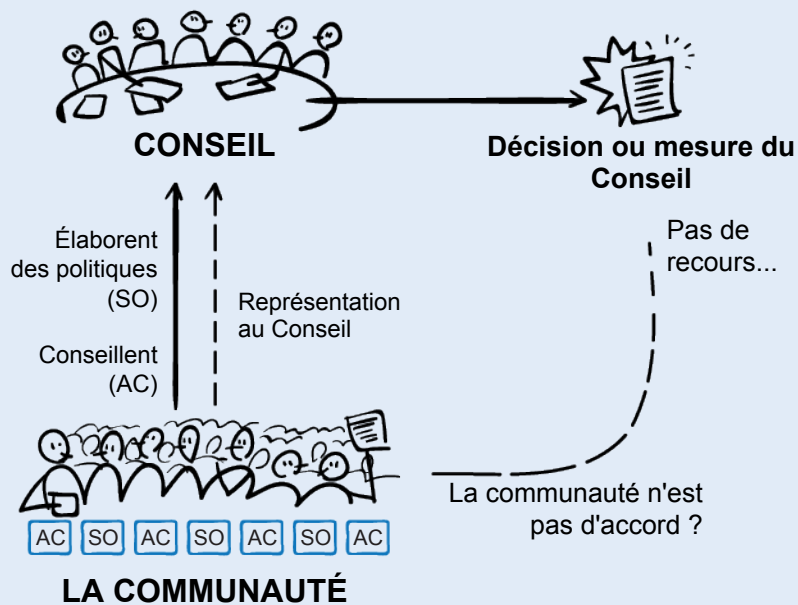 CONSEIL
Décision ou mesure du
Conseil
Élaborent
des politiques
(SO)
Conseillent
(AC)
Représentation
au Conseil
Pas de
recours...
La communauté n'est
pas d'accord ?
AC SO AC SO AC SO AC
LA COMMUNAUTÉ